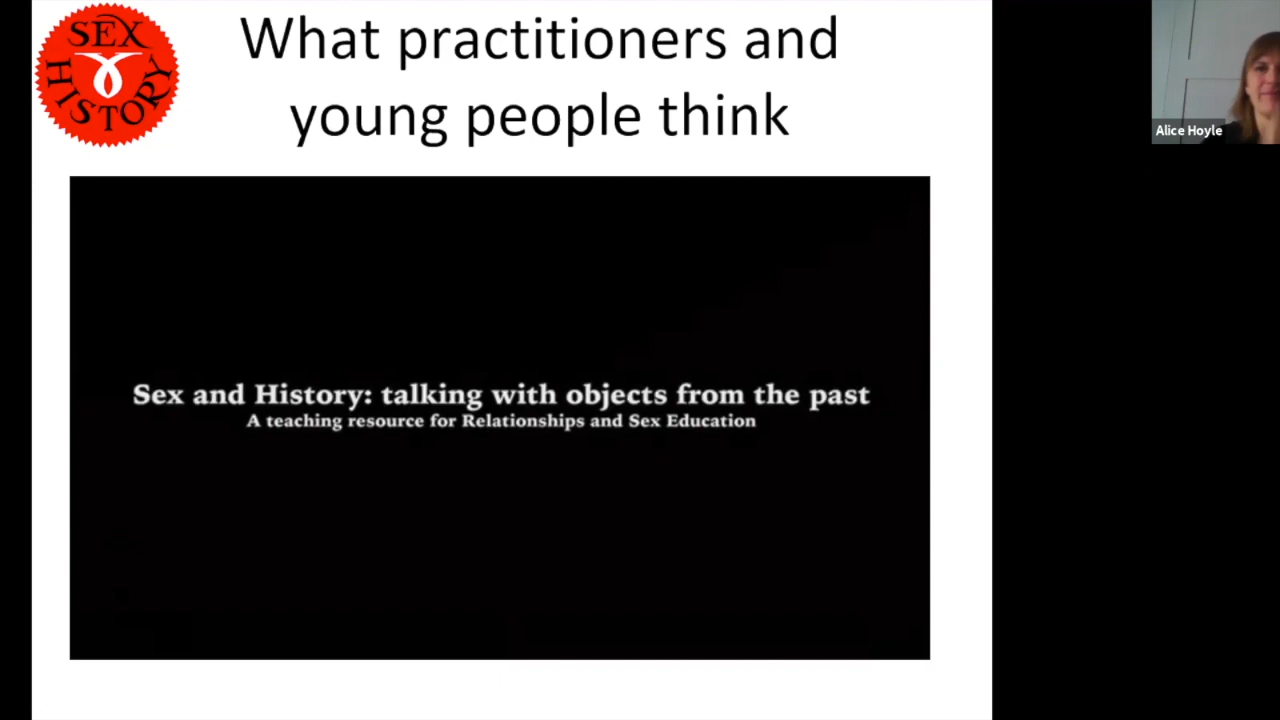 SEX
HISTORY
What practitioners and
young people think
Alice Hoyle
Sex and History: talking with objects from the past
A teaching resource for Relationships and Sex Education